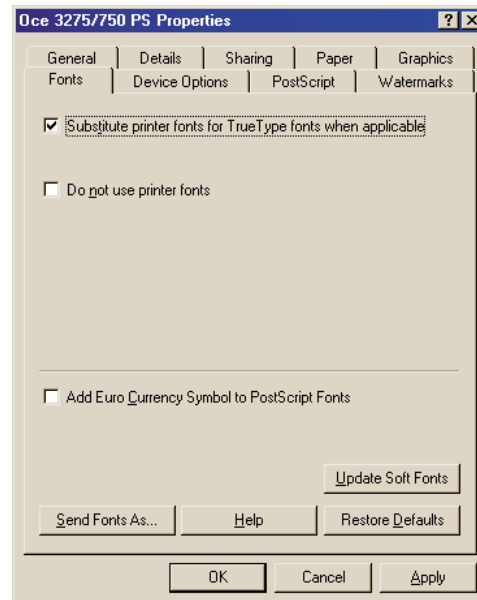 Oce 3275/750 PS Properties
General Details Sharing Paper Graphics
Fonts Device Options PostScript Watermarks
Substitute printer fonts for TrueType fonts when applicable
Do not use printer fonts
Add Euro Currency Symbol to PostScript Fonts
Update Soft Fonts
Send Fonts As... Help Restore Defaults
OK Cancel Apply